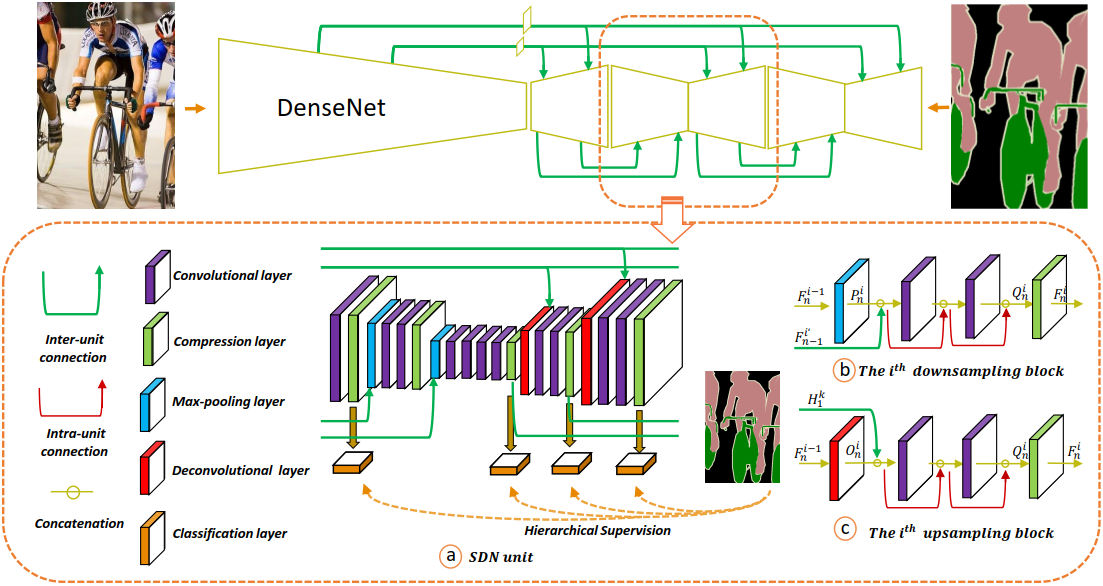 DenseNet
Inter-unit
connection
Intra-unit
connection
Concatenation
Convolutional layer
Compression layer
Max-pooling layer
Deconvolutional layer
Classification layer
Hierarchical Supervision
a SDN unit
F_n^{i-1} P_n^i Q_n^i F_n^i
F_{n-1}^{i'}
b The i^{th} downsampling block
H_1^k
F_n^{i-1} O_n^i Q_n^i F_n^i
c The i^{th} upsampling block